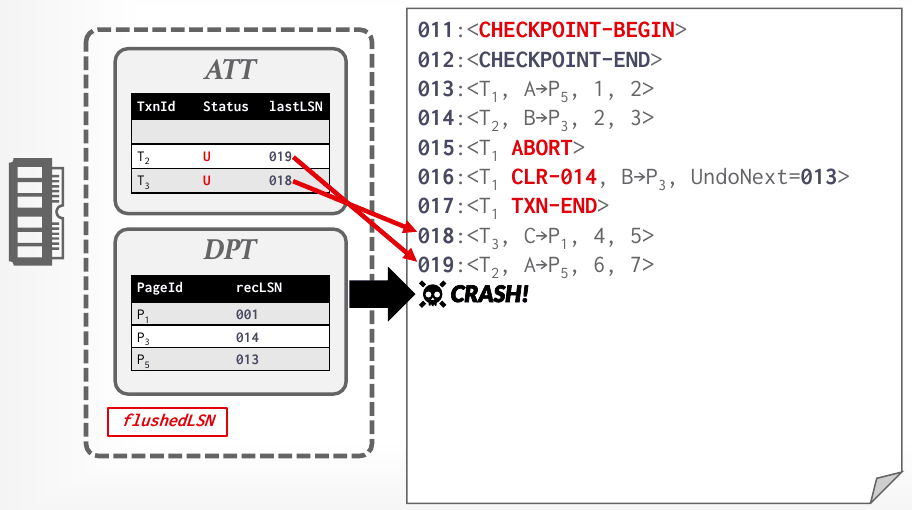 ATT
TxnId Status lastLSN
T2 U 019
T3 U 018
DPT
PageId recLSN
P1 001
P3 014
P5 013
flushedLSN
011:<CHECKPOINT-BEGIN>
012:<CHECKPOINT-END>
013:<T1, A→P5, 1, 2>
014:<T2, B→P3, 2, 3>
015:<T1 ABORT>
016:<T1 CLR-014, B→P3, UndoNext=013>
017:<T1 TXN-END>
018:<T3, C→P1, 4, 5>
019:<T2, A→P5, 6, 7>
CRASH!